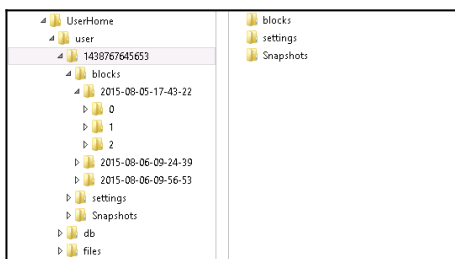 UserHome
user
1438767645653
blocks
2015-08-05-17-43-22
0
1
2
2015-08-06-09-24-39
2015-08-06-09-56-53
settings
Snapshots
db
files
blocks
settings
Snapshots